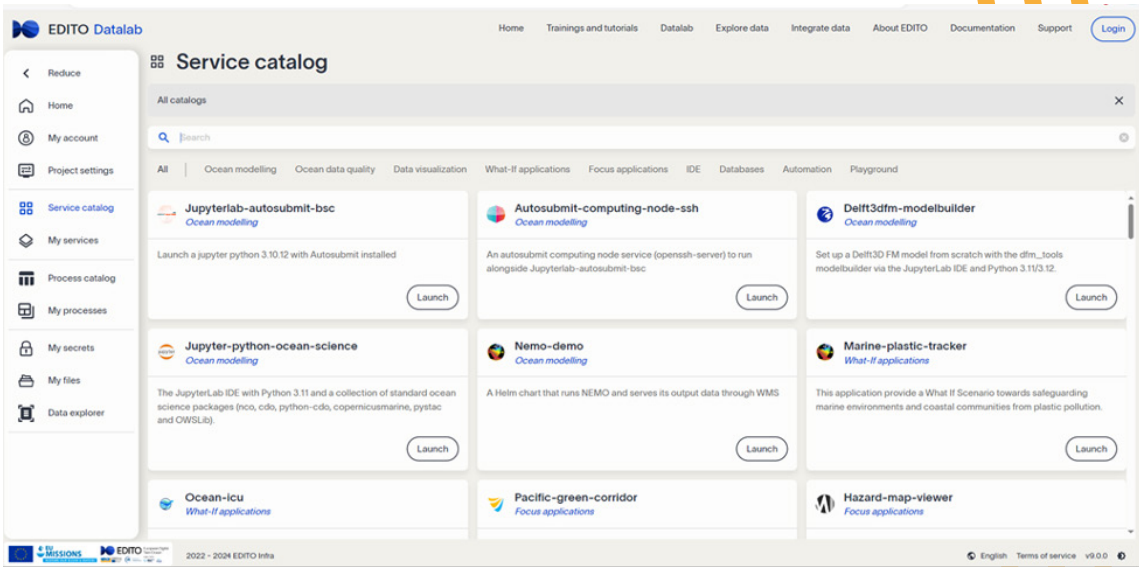 EDITO Datalab
Home Trainings and tutorials Datalab Explore data Integrate data About EDITO Documentation Support Login
Reduce
Home
My account
Project settings
Service catalog
My services
Process catalog
My processes
My secrets
My files
Data explorer
Service catalog
All catalogs
Search
All Ocean modelling Ocean data quality Data visualization What-If applications Focus applications IDE Databases Automation Playground
Jupyterlab-autosubmit-bsc
Ocean modelling
Launch a jupyter python 3.10.12 with Autosubmit installed
Launch
Autosubmit-computing-node-ssh
Ocean modelling
An autosubmit computing node service (openssh-server) to run
alongside Jupyterlab-autosubmit-bsc
Launch
Delft3dfm-modelbuilder
Ocean modelling
Set up a Delft3D FM model from scratch with the dfm_tools
modelbuilder via the JupyterLab IDE and Python 3.11/3.12.
Launch
Jupyter-python-ocean-science
Ocean modelling
The JupyterLab IDE with Python 3.11 and a collection of standard ocean
science packages (nco, cdo, python-cdo, copernicusmarine, pystac
and OWSLib).
Launch
Nemo-demo
Ocean modelling
A Helm chart that runs NEMO and serves its output data through WMS
Launch
Marine-plastic-tracker
What-If applications
This application provide a What If Scenario towards safeguarding
marine environments and coastal communities from plastic pollution.
Launch
Ocean-icu
What-If applications
Pacific-green-corridor
Focus applications
Hazard-map-viewer
Focus applications
EU
MISSIONS
EDITO
2022 - 2024 EDITO Infra
English Terms of service v9.0.0